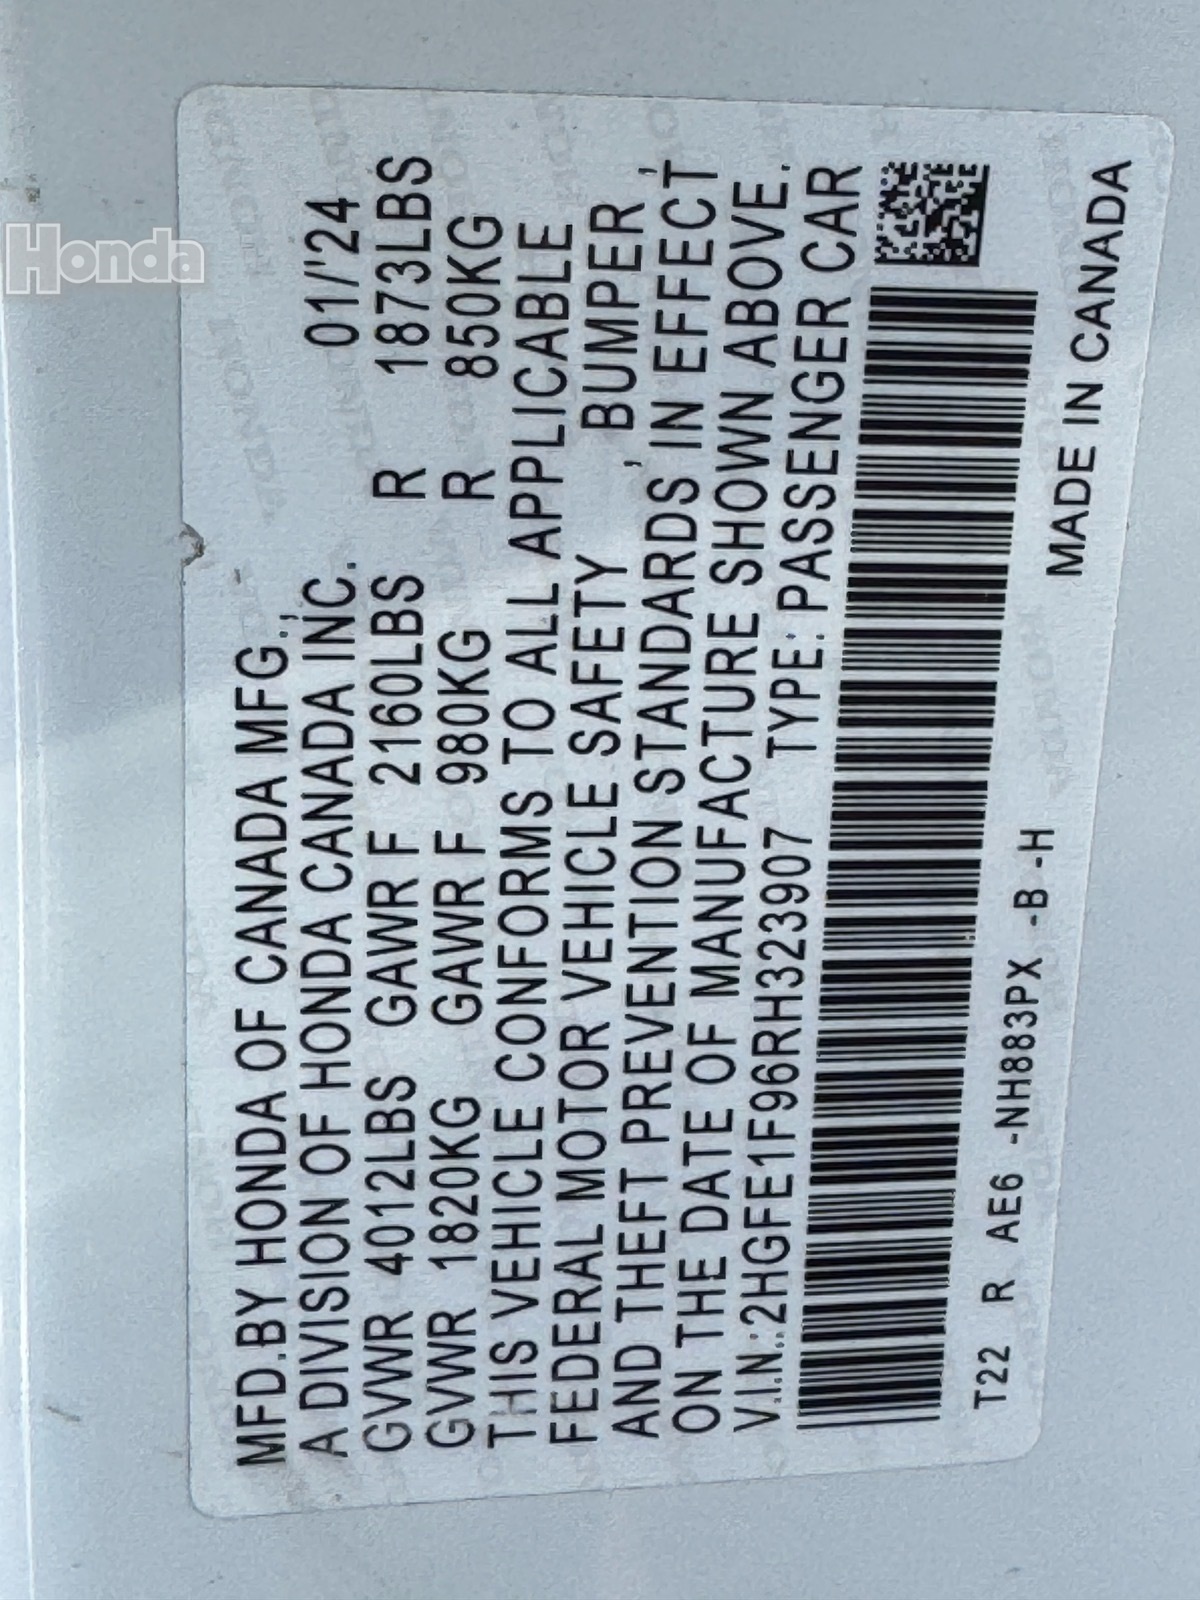 Honda
MFD.BY HONDA OF CANADA MFG.,
A DIVISION OF HONDA CANADA INC. 01/'24
GVWR 4012LBS GAWR F 2160LBS R 1873LBS
GVWR 1820KG GAWR F 980KG R 850KG
THIS VEHICLE CONFORMS TO ALL APPLICABLE
FEDERAL MOTOR VEHICLE SAFETY , BUMPER ,
AND THEFT PREVENTION STANDARDS IN EFFECT
ON THE DATE OF MANUFACTURE SHOWN ABOVE.
V.I.N.:2HGFE1F96RH323907 TYPE: PASSENGER CAR
T22 R AE6 -NH883PX -B -H
MADE IN CANADA